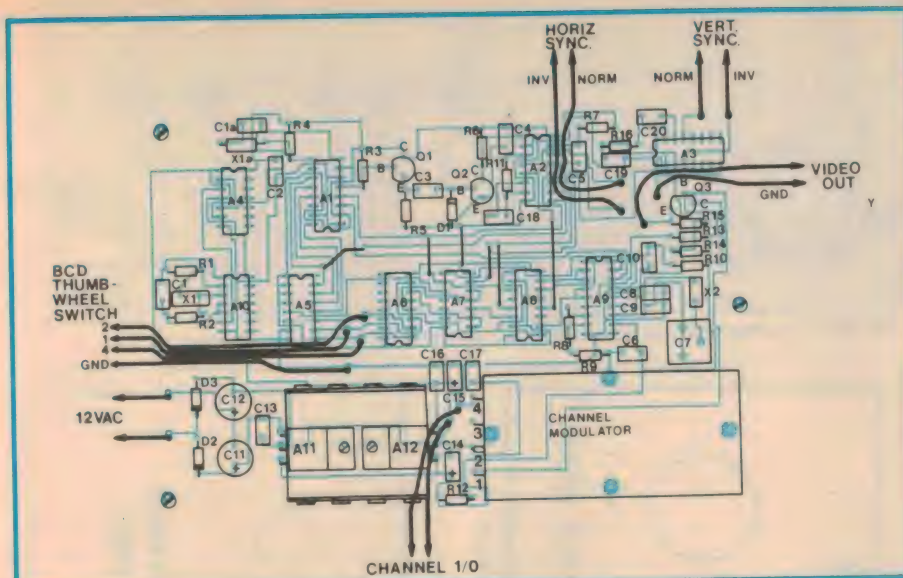 HORIZ
SYNC.
VERT.
SYNC.
INV
NORM
NORM
INV
C1a
R4
X1a
C2
A4
A1
R3
Q1
C
B
E
C3
R5
R6
Q2
C
B
E
D1
R11
C4
C18
A2
C5
R7
R16
C19
C20
A3
VIDEO
OUT
GND
B
Q3
C
E
R15
R13
R14
R10
Y
BCD
THUMB-
WHEEL
SWITCH
2
1
4
GND
R1
C1
X1
R2
A10
A5
A6
A7
A8
A9
C10
C8
C9
X2
C7
R8
R9
C6
12VAC
D3
D2
C12
C11
C13
A11
A12
C16
C17
C15
C14
R12
4
3
2
1
CHANNEL
MODULATOR
CHANNEL 1/0